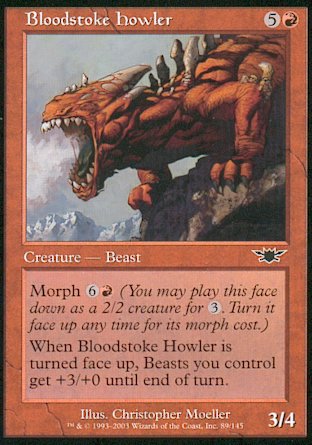 Bloodstoke Howler 5
Creature — Beast
Morph 6 (You may play this face
down as a 2/2 creature for 3. Turn it
face up any time for its morph cost.)
When Bloodstoke Howler is
turned face up, Beasts you control
get +3/+0 until end of turn.
Illus. Christopher Moeller
™ & © 1993-2003 Wizards of the Coast, Inc. 89/145
3/4